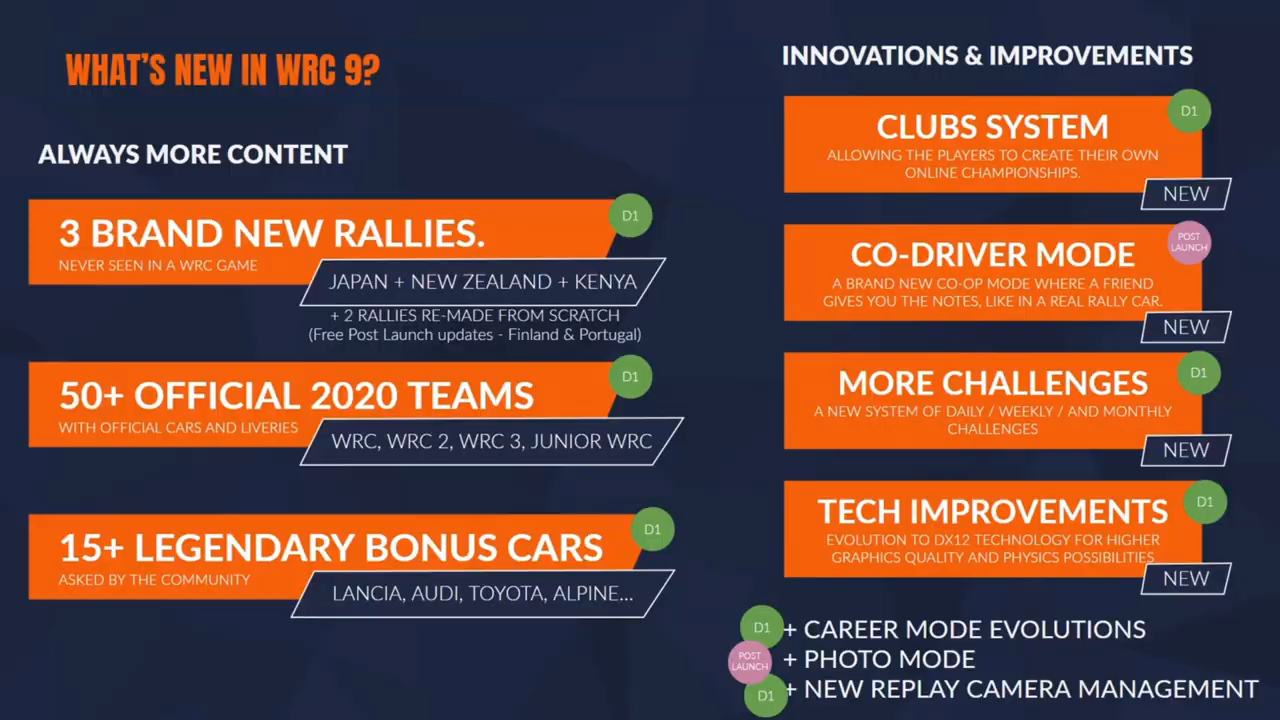 WHAT'S NEW IN WRC 9?
ALWAYS MORE CONTENT
D1
3 BRAND NEW RALLIES.
NEVER SEEN IN A WRC GAME
JAPAN + NEW ZEALAND + KENYA
+ 2 RALLIES RE-MADE FROM SCRATCH
(Free Post Launch updates - Finland & Portugal)
D1
50+ OFFICIAL 2020 TEAMS
WITH OFFICIAL CARS AND LIVERIES
WRC, WRC 2, WRC 3, JUNIOR WRC
D1
15+ LEGENDARY BONUS CARS
ASKED BY THE COMMUNITY
LANCIA, AUDI, TOYOTA, ALPINE...
INNOVATIONS & IMPROVEMENTS
D1
CLUBS SYSTEM
ALLOWING THE PLAYERS TO CREATE THEIR OWN
ONLINE CHAMPIONSHIPS.
NEW
POST
LAUNCH
CO-DRIVER MODE
A BRAND NEW CO-OP MODE WHERE A FRIEND
GIVES YOU THE NOTES, LIKE IN A REAL RALLY CAR.
NEW
D1
MORE CHALLENGES
A NEW SYSTEM OF DAILY / WEEKLY / AND MONTHLY
CHALLENGES
NEW
D1
TECH IMPROVEMENTS
EVOLUTION TO DX12 TECHNOLOGY FOR HIGHER
GRAPHICS QUALITY AND PHYSICS POSSIBILITIES
NEW
D1 + CAREER MODE EVOLUTIONS
POST
LAUNCH
+ PHOTO MODE
D1 + NEW REPLAY CAMERA MANAGEMENT